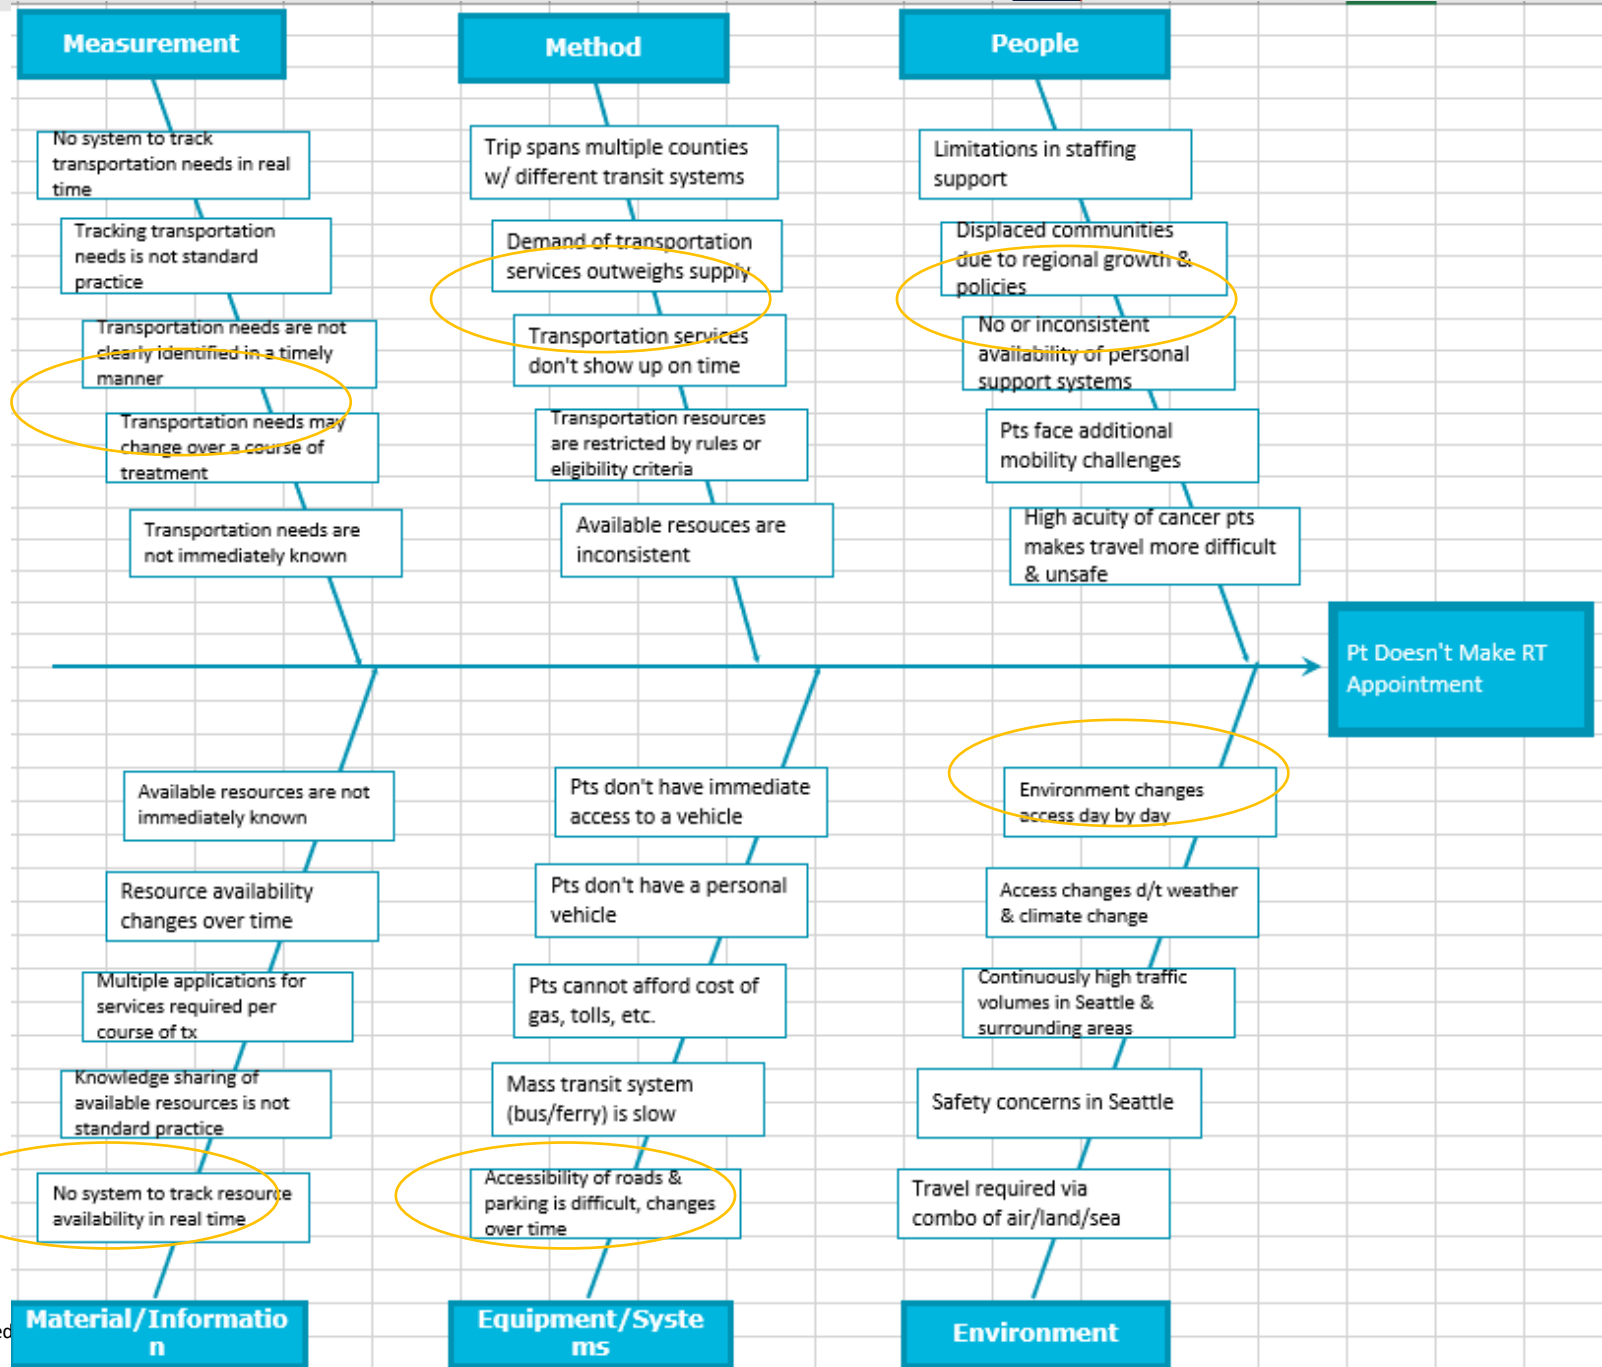 Measurement
No system to track
transportation needs in real
time
Tracking transportation
needs is not standard
practice
Transportation needs are not
clearly identified in a timely
manner
Transportation needs may
change over a course of
treatment
Transportation needs are
not immediately known
Method
Trip spans multiple counties
w/ different transit systems
Demand of transportation
services outweighs supply
Transportation services
don't show up on time
Transportation resources
are restricted by rules or
eligibility criteria
Available resouces are
inconsistent
People
Limitations in staffing
support
Displaced communities
due to regional growth &
policies
No or inconsistent
availability of personal
support systems
Pts face additional
mobility challenges
High acuity of cancer pts
makes travel more difficult
& unsafe
Pt Doesn't Make RT
Appointment
Available resources are not
immediately known
Resource availability
changes over time
Multiple applications for
services required per
course of tx
Knowledge sharing of
available resources is not
standard practice
No system to track resource
availability in real time
Material/Informatio
n
Pts don't have immediate
access to a vehicle
Pts don't have a personal
vehicle
Pts cannot afford cost of
gas, tolls, etc.
Mass transit system
(bus/ferry) is slow
Accessibility of roads &
parking is difficult, changes
over time
Equipment/Syste
ms
Environment changes
access day by day
Access changes d/t weather
& climate change
Continuously high traffic
volumes in Seattle &
surrounding areas
Safety concerns in Seattle
Travel required via
combo of air/land/sea
Environment